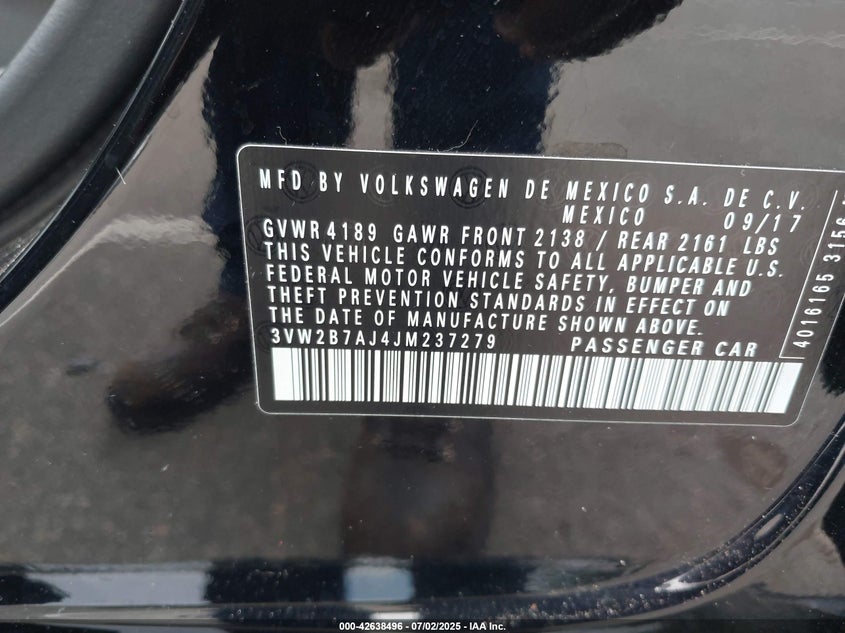 MFD BY VOLKSWAGEN DE MEXICO S.A. DE C.V.
MEXICO 09/17
GVWR 4189 GAWR FRONT 2138 / REAR 2161 LBS
THIS VEHICLE CONFORMS TO ALL APPLICABLE U.S.
FEDERAL MOTOR VEHICLE SAFETY, BUMPER AND
THEFT PREVENTION STANDARDS IN EFFECT ON
THE DATE OF MANUFACTURE SHOWN ABOVE.
3VW2B7AJ4JM237279 PASSENGER CAR
4016165 3156
000-42638496 - 07/02/2025 - IAA Inc.